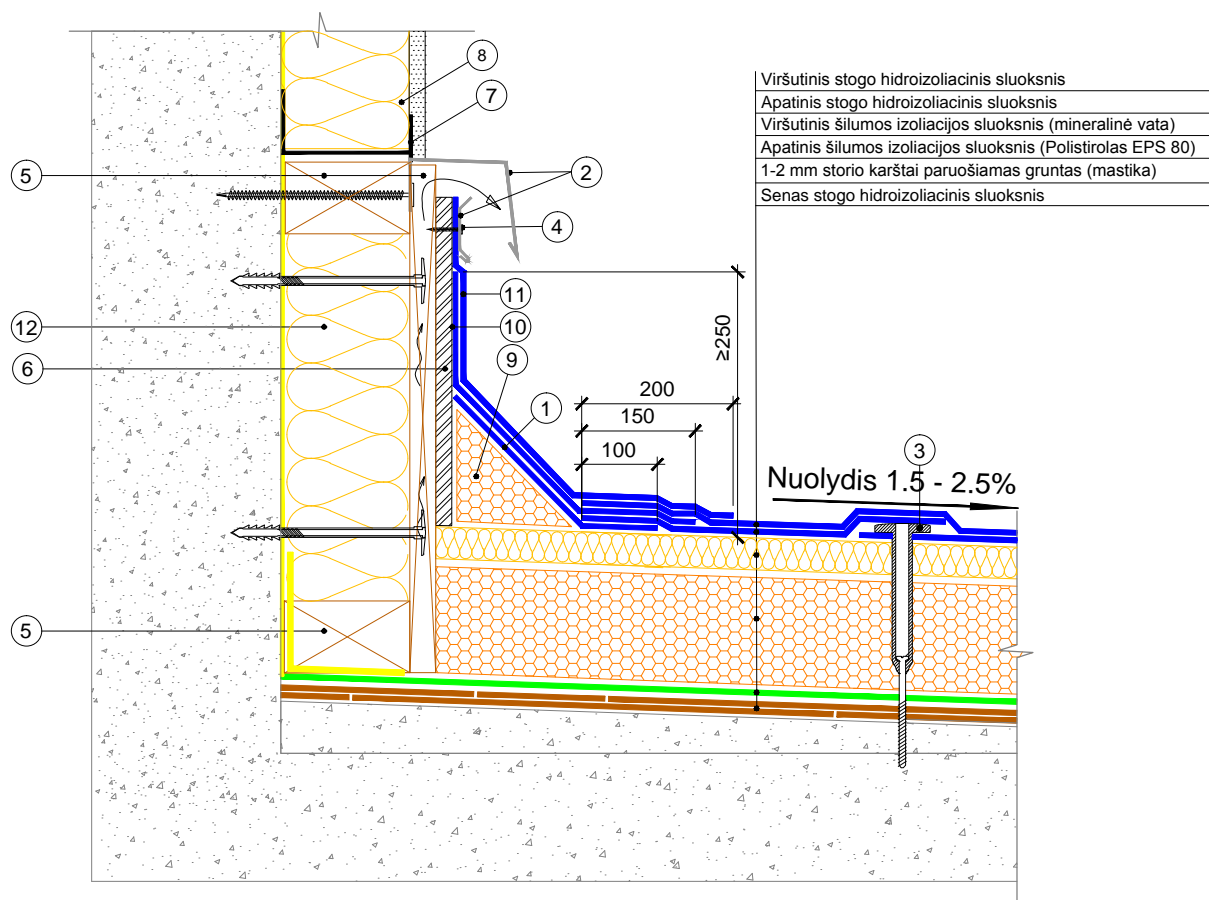 Viršutinis stogo hidroizoliacinis sluoksnis
Apatinis stogo hidroizoliacinis sluoksnis
Viršutinis šilumos izoliacijos sluoksnis (mineralinė vata)
Apatinis šilumos izoliacijos sluoksnis (Polistirolas EPS 80)
1-2 mm storio karštai paruošiamas gruntas (mastika)
Senas stogo hidroizoliacinis sluoksnis
8
7
5
2
4
11
12
10
≥250
6
9
200
1
150
100
3
Nuolydis 1.5 - 2.5%
5